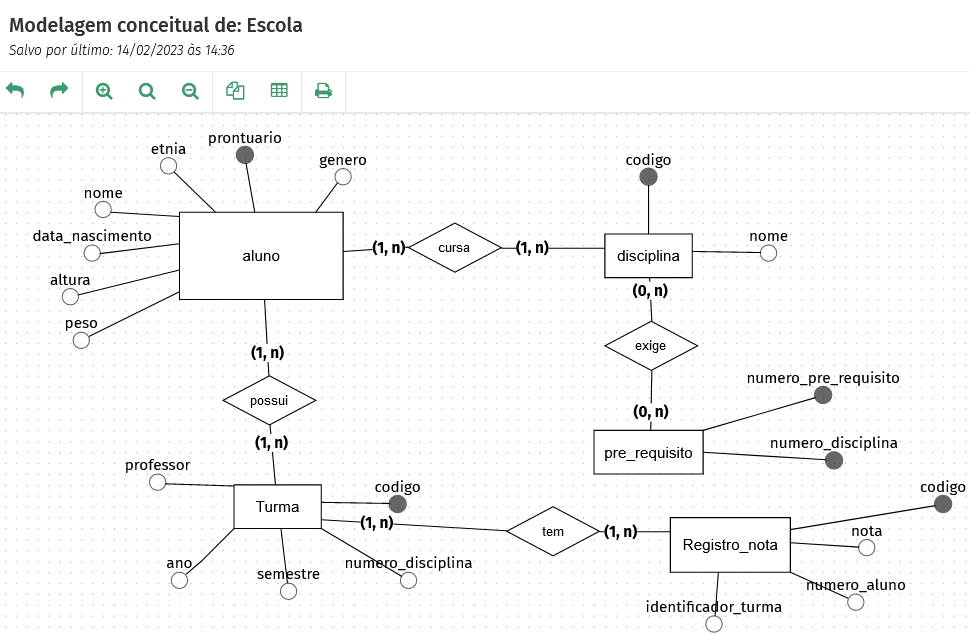 Modelagem conceitual de: Escola
Salvo por último: 14/02/2023 às 14:36
prontuario
etnia
genero
codigo
nome
data_nascimento
aluno
(1, n)
cursa
(1, n)
disciplina
nome
altura
(0, n)
peso
exige
(1, n)
numero_pre_requisito
possui
(0, n)
(1, n)
numero_disciplina
pre_requisito
professor
codigo
codigo
Turma
(1, n)
tem
(1, n)
Registro_nota
nota
ano
semestre
numero_disciplina
numero_aluno
identificador_turma